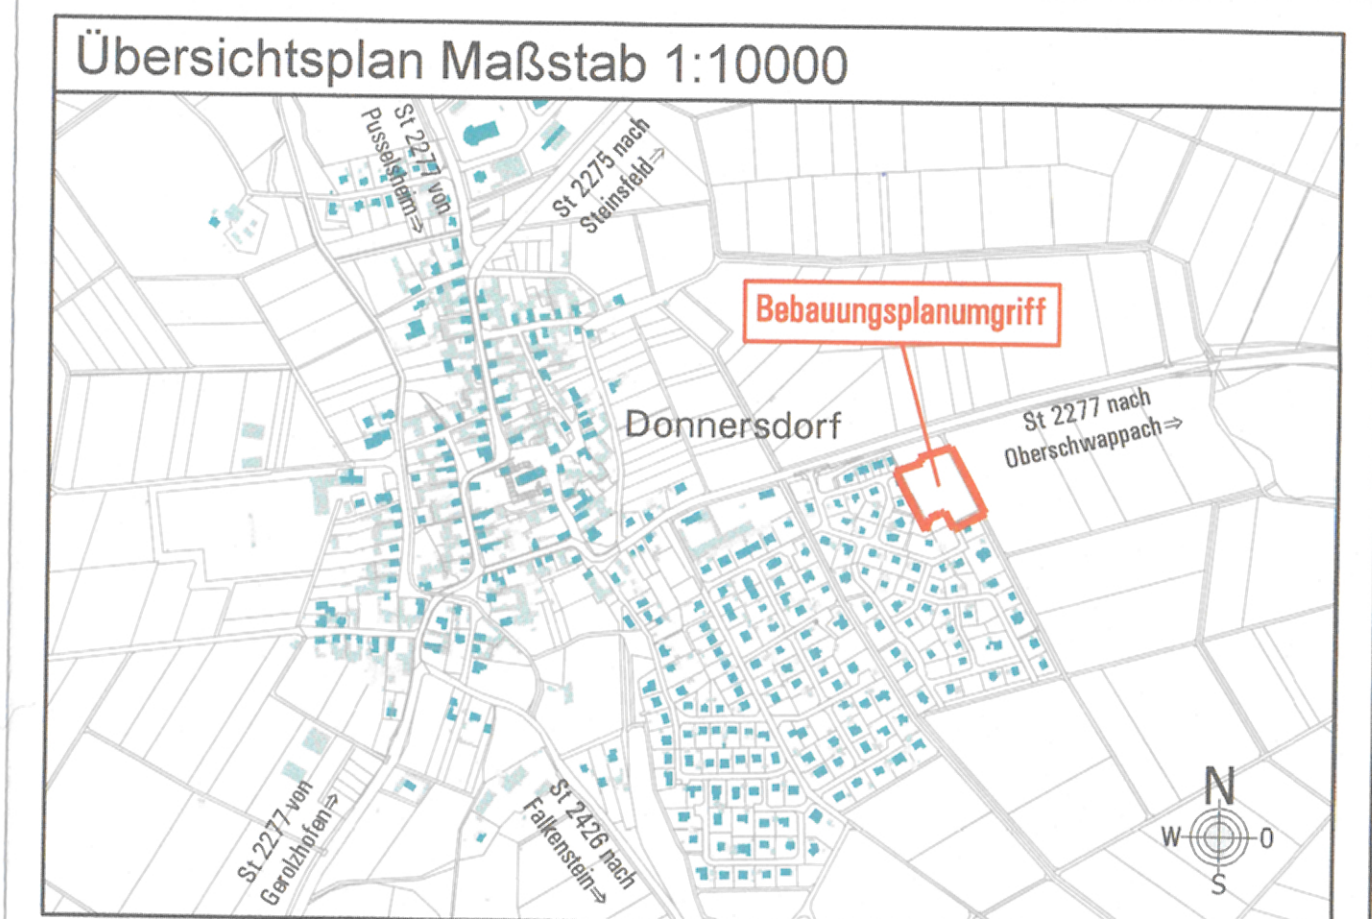 Übersichtsplan Maßstab 1:10000
St 2277 von
Pusselsheim⇒
St 2275 nach
Steinsfeld⇒
Bebauungsplanumgriff
Donnersdorf
St 2277 nach
Oberschwappach⇒
St 2277 von
Gerolzhofen⇒
St 2426 nach
Falkenstein⇒
N
W
O
S